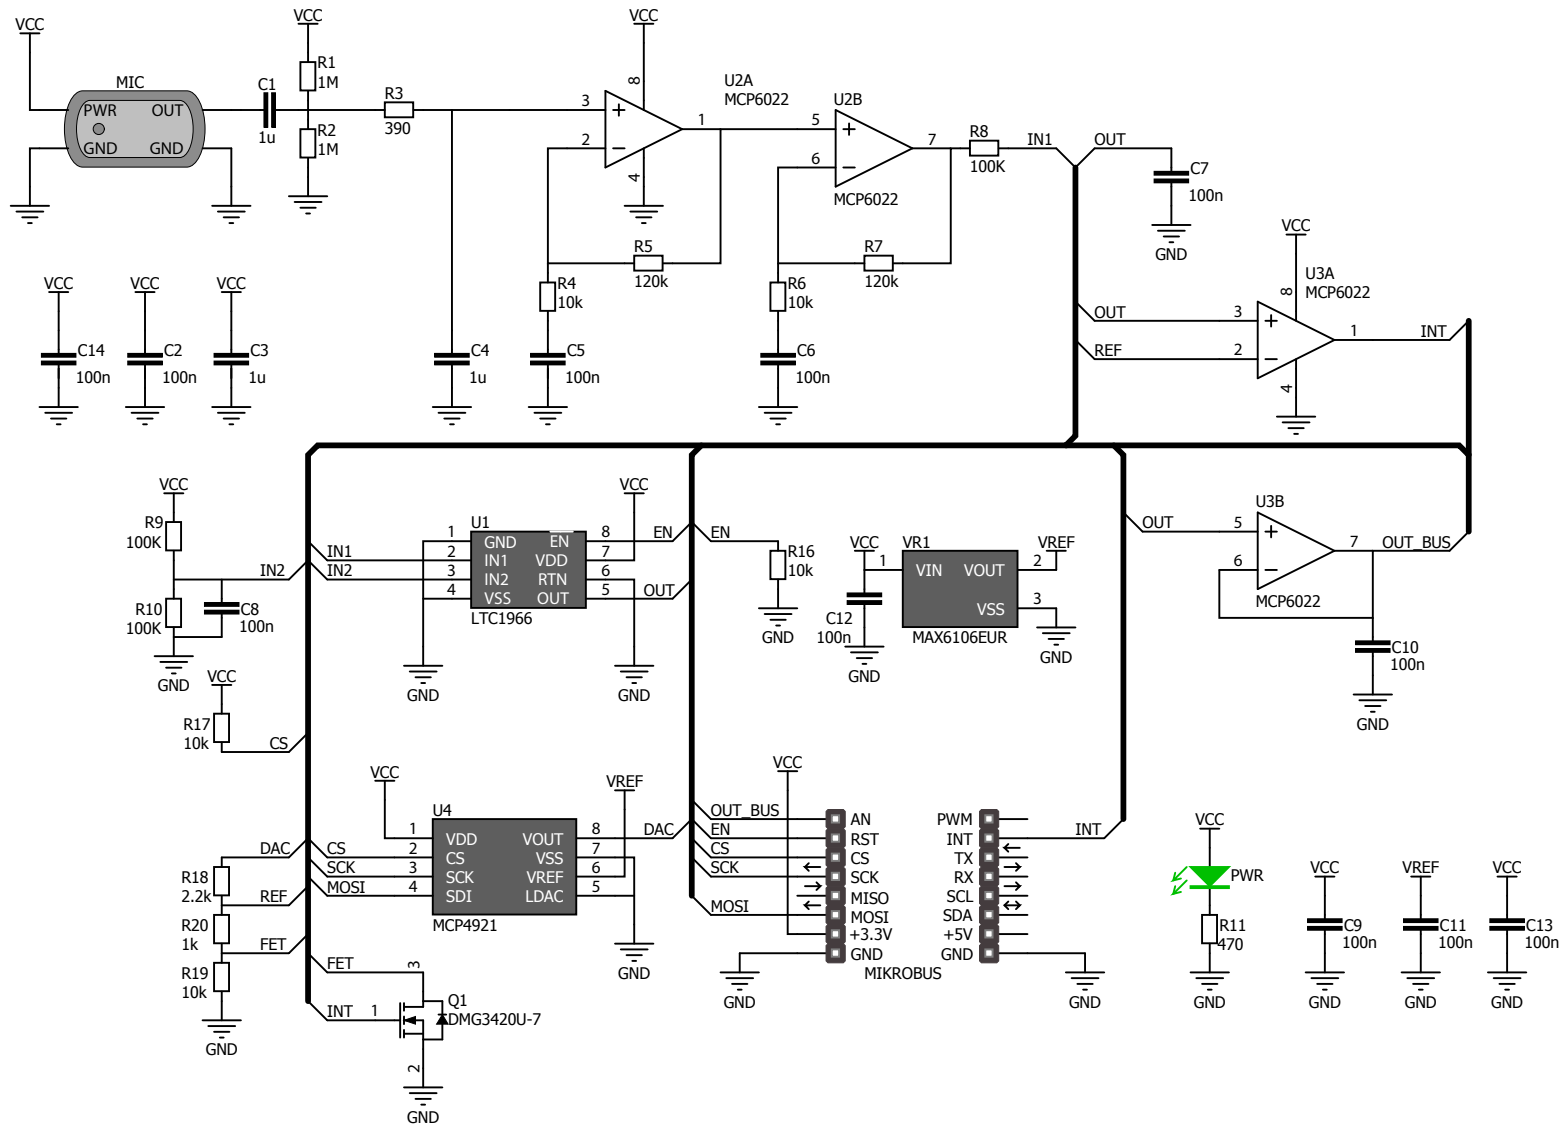 VCC
MIC
PWR OUT
GND GND
C1
1u
VCC
R1
1M
R2
1M
R3
390
VCC
3
2
8
4
1
U2A
MCP6022
U2B
5
6
7
MCP6022
R8
100K
IN1
OUT
C7
100n
GND
R5
120k
R4
10k
C5
100n
C4
1u
R7
120k
R6
10k
C6
100n
VCC
C14
100n
VCC
C2
100n
VCC
C3
1u
VCC
U3A
MCP6022
OUT
REF
3
2
8
4
1
INT
VCC
R9
100K
R10
100K
IN2
C8
100n
GND
VCC
R17
10k
CS
IN1
IN2
U1
1 GND EN 8
2 IN1 VDD 7
3 IN2 RTN 6
4 VSS OUT 5
LTC1966
VCC
EN
OUT
GND
GND
EN
R16
10k
GND
VCC
VR1
1 VIN VOUT 2
VSS 3
MAX6106EUR
VREF
C12
100n
GND
GND
OUT
U3B
5
6
7
MCP6022
OUT_BUS
C10
100n
GND
VCC
VREF
U4
1 VDD VOUT 8
2 CS VSS 7
3 SCK VREF 6
4 SDI LDAC 5
MCP4921
DAC
GND
DAC
CS
SCK
MOSI
R18
2.2k
REF
R20
1k
FET
R19
10k
GND
FET
INT
3
1
2
Q1
DMG3420U-7
GND
VCC
OUT_BUS
EN
CS
SCK
MOSI
AN PWM
RST INT
CS TX
SCK RX
MISO SCL
MOSI SDA
+3.3V +5V
GND GND
MIKROBUS
INT
GND
GND
VCC
PWR
R11
470
GND
VCC
C9
100n
GND
VREF
C11
100n
GND
VCC
C13
100n
GND